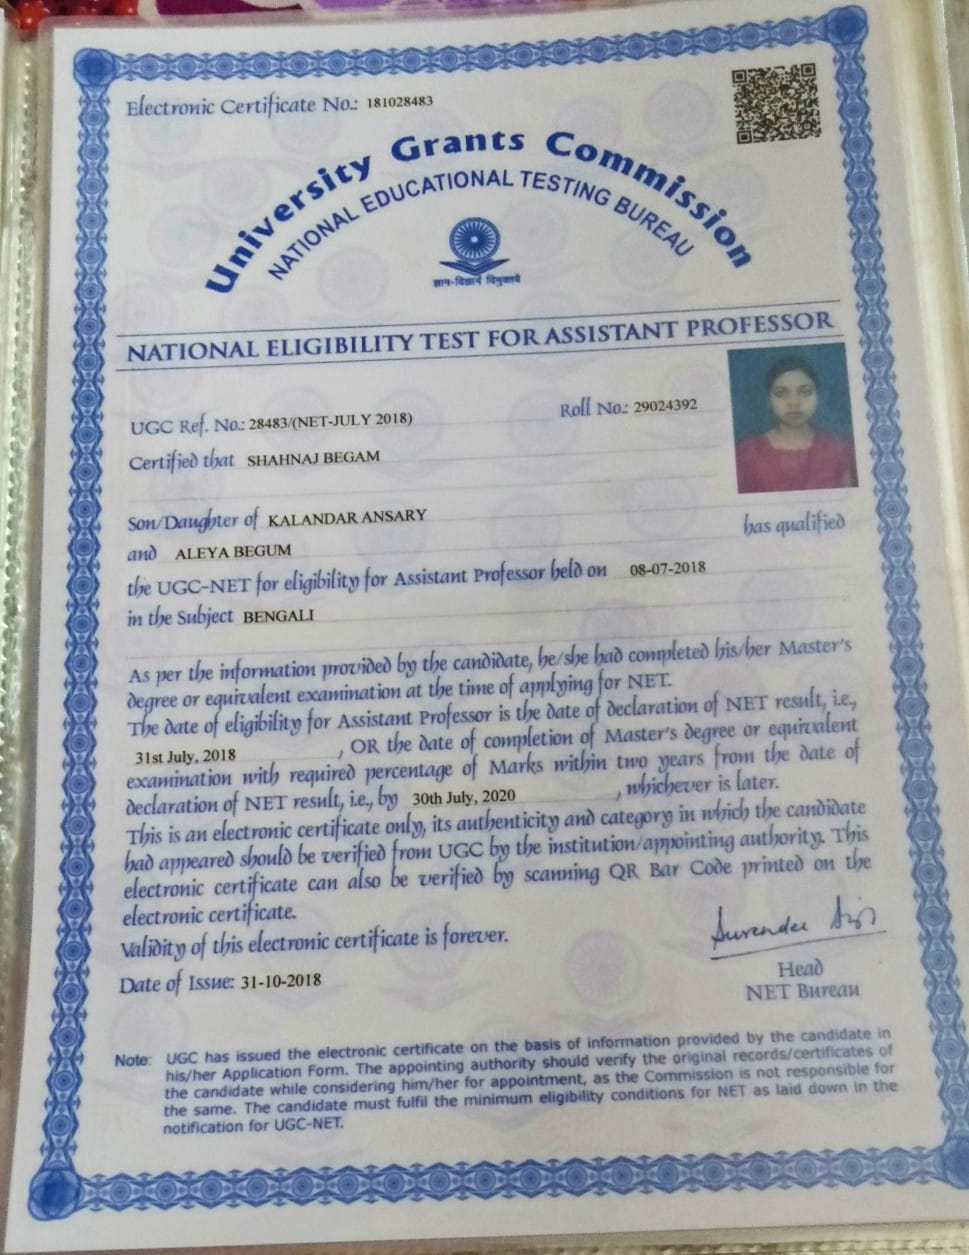 Electronic Certificate No.: 181028483
University Grants Commission
NATIONAL EDUCATIONAL TESTING BUREAU
ज्ञान-विज्ञानं विमुक्तये
NATIONAL ELIGIBILITY TEST FOR ASSISTANT PROFESSOR
UGC Ref. No.: 28483/(NET-JULY 2018) Roll No.: 29024392
Certified that SHAHNAJ BEGAM
Son/Daughter of KALANDAR ANSARY
and ALEYA BEGUM has qualified
the UGC-NET for eligibility for Assistant Professor held on 08-07-2018
in the Subject BENGALI
As per the information provided by the candidate, he/she had completed his/her Master's
degree or equivalent examination at the time of applying for NET.
The date of eligibility for Assistant Professor is the date of declaration of NET result, i.e.,
31st July, 2018, OR the date of completion of Master's degree or equivalent
examination with required percentage of Marks within two years from the date of
declaration of NET result, i.e., by 30th July, 2020, whichever is later.
This is an electronic certificate only, its authenticity and category in which the candidate
had appeared should be verified from UGC by the institution/appointing authority. This
electronic certificate can also be verified by scanning QR Bar Code printed on the
electronic certificate.
Validity of this electronic certificate is forever.
Date of Issue: 31-10-2018
Head
NET Bureau
Note: UGC has issued the electronic certificate on the basis of information provided by the candidate in
his/her Application Form. The appointing authority should verify the original records/certificates of
the candidate while considering him/her for appointment, as the Commission is not responsible for
the same. The candidate must fulfil the minimum eligibility conditions for NET as laid down in the
notification for UGC-NET.